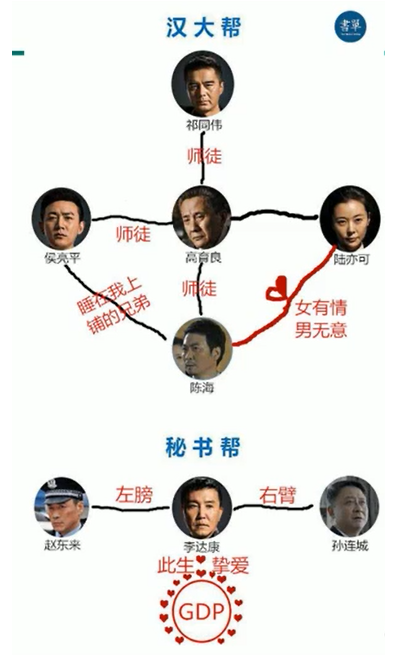 汉大帮
書單
祁同伟
师徒
侯亮平
师徒
高育良
陆亦可
师徒
睡在我上
铺的兄弟
女有情
男无意
陈海
秘书帮
左膀
右臂
赵东来
李达康
孙连城
此生 挚爱
GDP